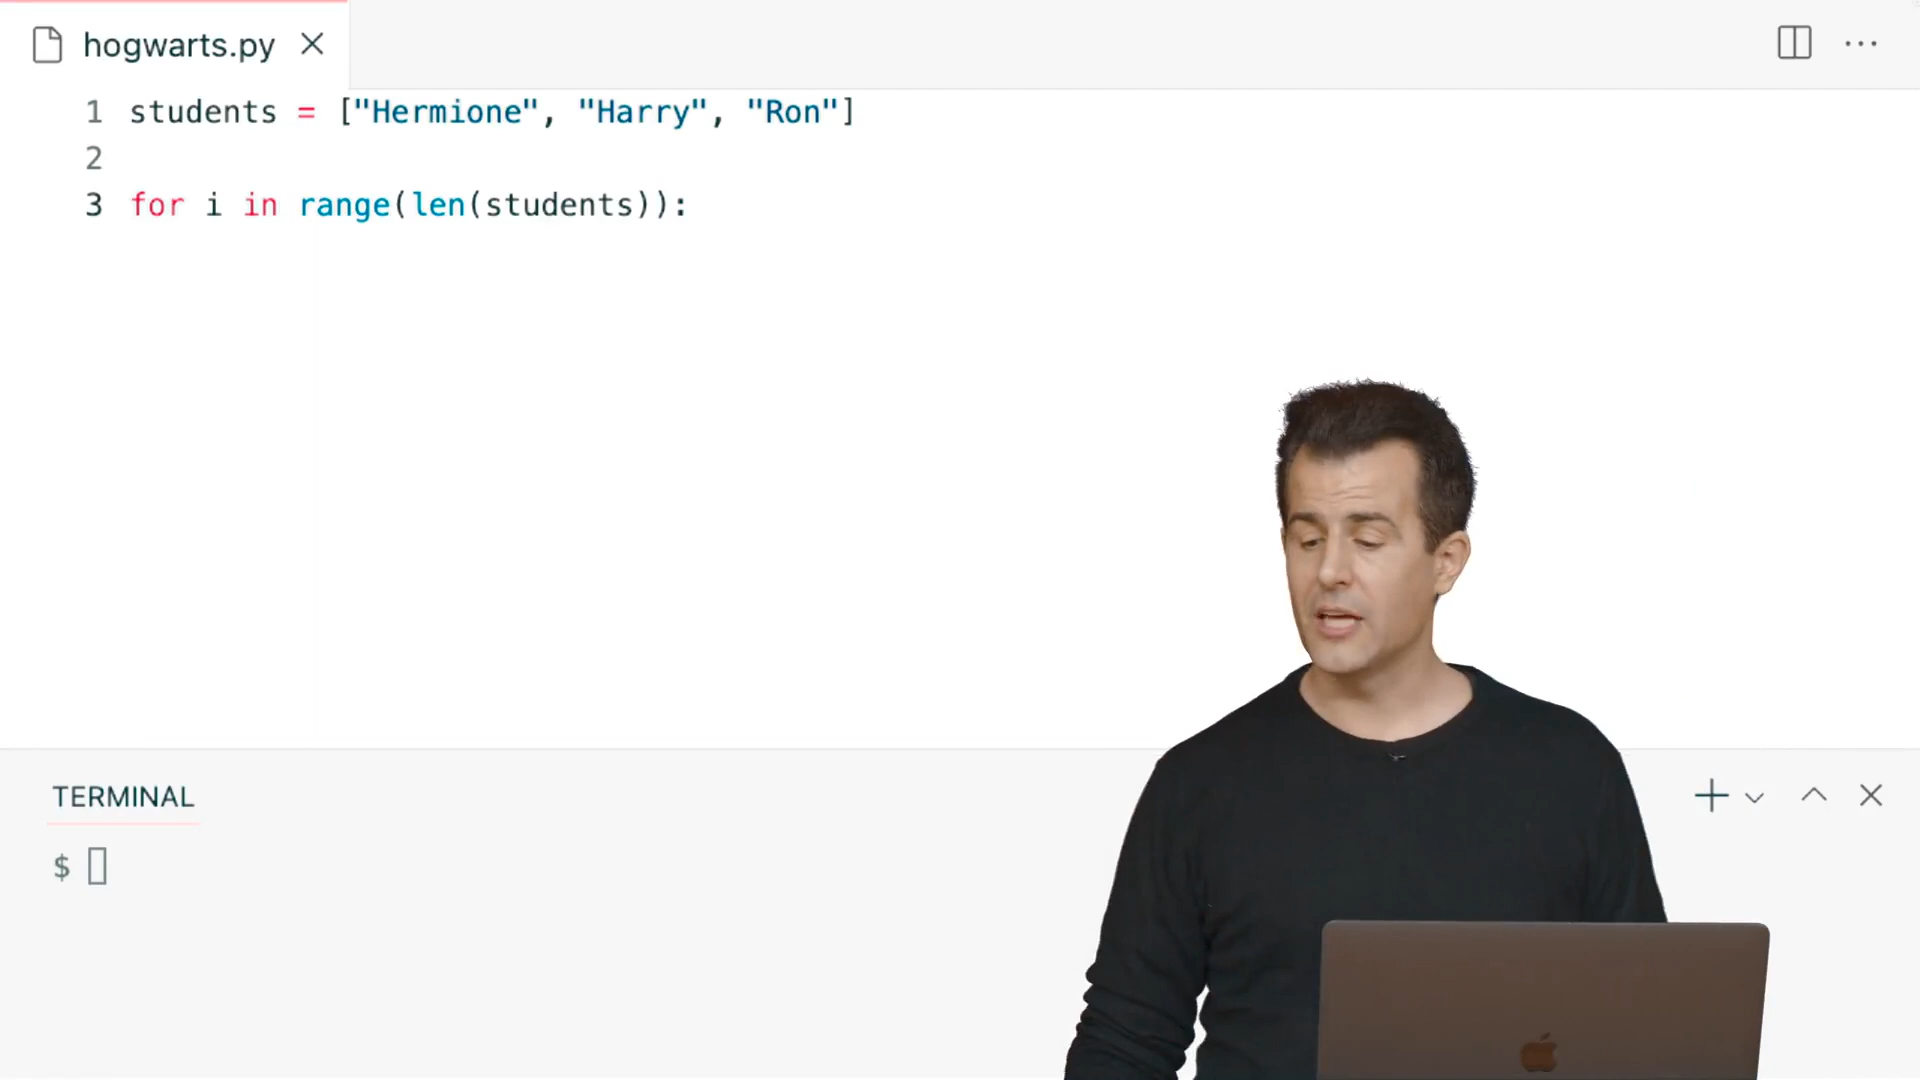 hogwarts.py
1 students = ["Hermione", "Harry", "Ron"]
2
3 for i in range(len(students)):
TERMINAL
$